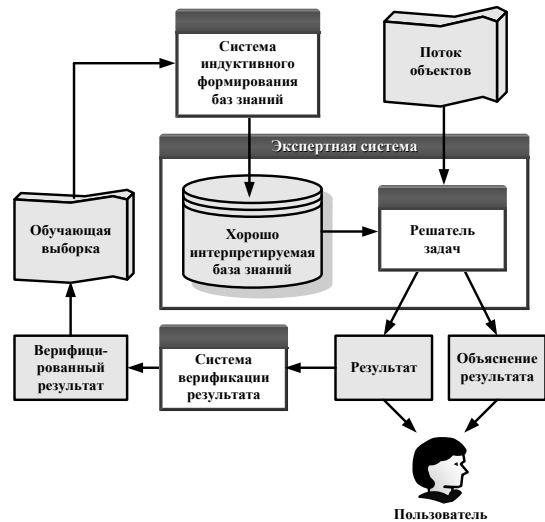 Система
индуктивного
формирования
баз знаний
Поток
объектов
Экспертная система
Обучающая
выборка
Хорошо
интерпретируемая
база знаний
Решатель
задач
Верифици-
рованный
результат
Система
верификации
результата
Результат
Объяснение
результата
Пользователь